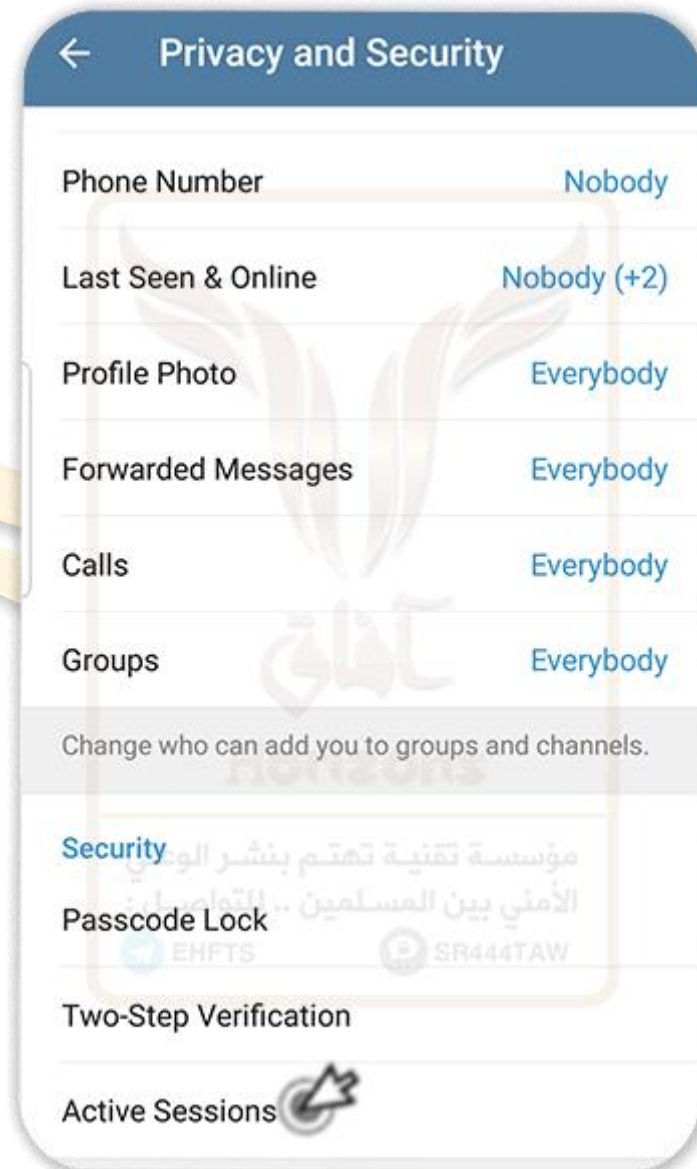 Privacy and Security
Phone Number Nobody
Last Seen & Online Nobody (+2)
Profile Photo Everybody
Forwarded Messages Everybody
Calls Everybody
Groups Everybody
آفاق
Change who can add you to groups and channels.
Horizons
Security
مؤسسة تقنية تهتم بنشر الوعي
الأمني بين المسلمين .. للتواصل :
Passcode Lock
EHFTS SR444TAW
Two-Step Verification
Active Sessions